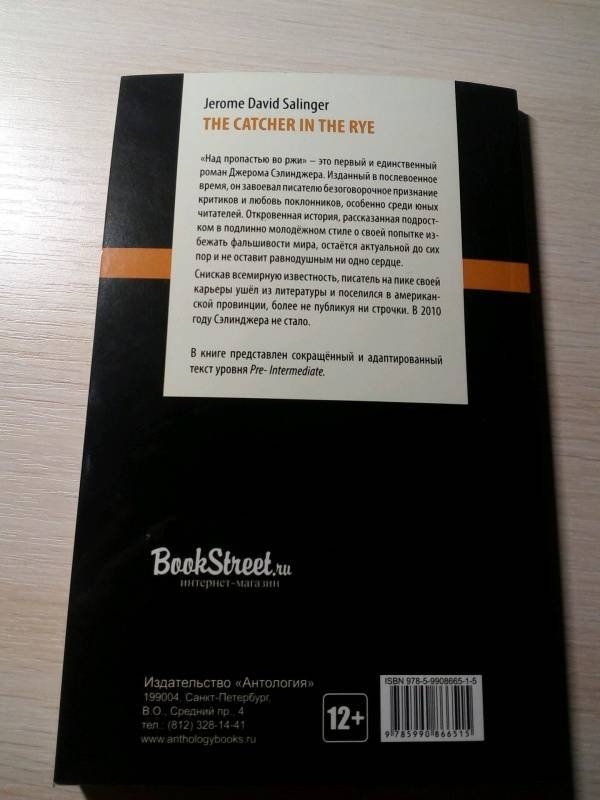 Jerome David Salinger
THE CATCHER IN THE RYE
«Над пропастью во ржи» – это первый и единственный
роман Джерома Сэлинджера. Изданный в послевоенное
время, он завоевал писателю безоговорочное признание
критиков и любовь поклонников, особенно среди юных
читателей. Откровенная история, рассказанная подрост-
ком в подлинно молодёжном стиле о своей попытке из-
бежать фальшивости мира, остаётся актуальной до сих
пор и не оставит равнодушным ни одно сердце.
Снискав всемирную известность, писатель на пике своей
карьеры ушёл из литературы и поселился в американ-
ской провинции, более не публикуя ни строчки. В 2010
году Сэлинджера не стало.
В книге представлен сокращённый и адаптированный
текст уровня Pre- Intermediate.
BookStreet.ru
интернет-магазин
Издательство «Антология»
199004, Санкт-Петербург,
В.О., Средний пр., 4
тел.: (812) 328-14-41
www.anthologybooks.ru
12+
ISBN 978-5-9908665-1-5
9 785990 866515